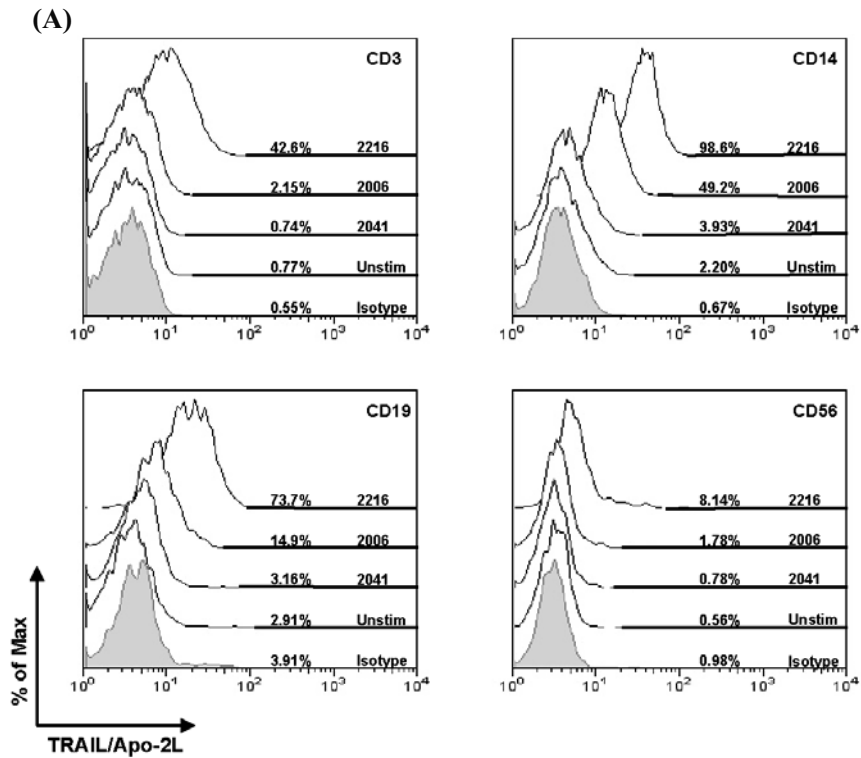 (A)
CD3
42.6% 2216
2.15% 2006
0.74% 2041
0.77% Unstim
0.55% Isotype
10^0 10^1 10^2 10^3 10^4
CD14
98.6% 2216
49.2% 2006
3.93% 2041
2.20% Unstim
0.67% Isotype
10^0 10^1 10^2 10^3 10^4
CD19
73.7% 2216
14.9% 2006
3.16% 2041
2.91% Unstim
3.91% Isotype
10^0 10^1 10^2 10^3 10^4
CD56
8.14% 2216
1.78% 2006
0.78% 2041
0.56% Unstim
0.98% Isotype
10^0 10^1 10^2 10^3 10^4
% of Max
TRAIL/Apo-2L